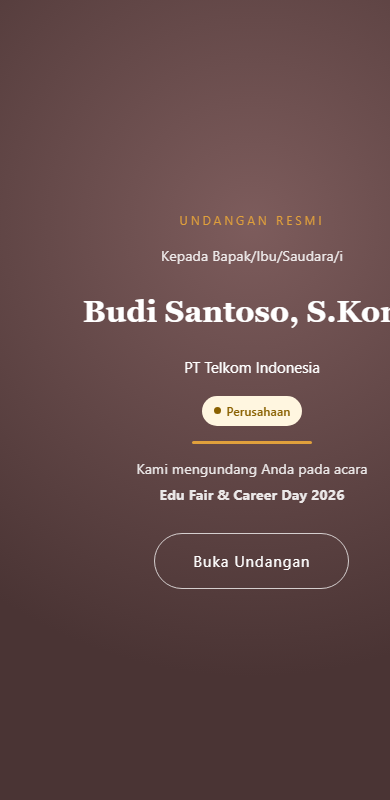 UNDANGAN RESMI
Kepada Bapak/Ibu/Saudara/i
Budi Santoso, S.Kor
PT Telkom Indonesia
Perusahaan
Kami mengundang Anda pada acara
Edu Fair & Career Day 2026
Buka Undangan